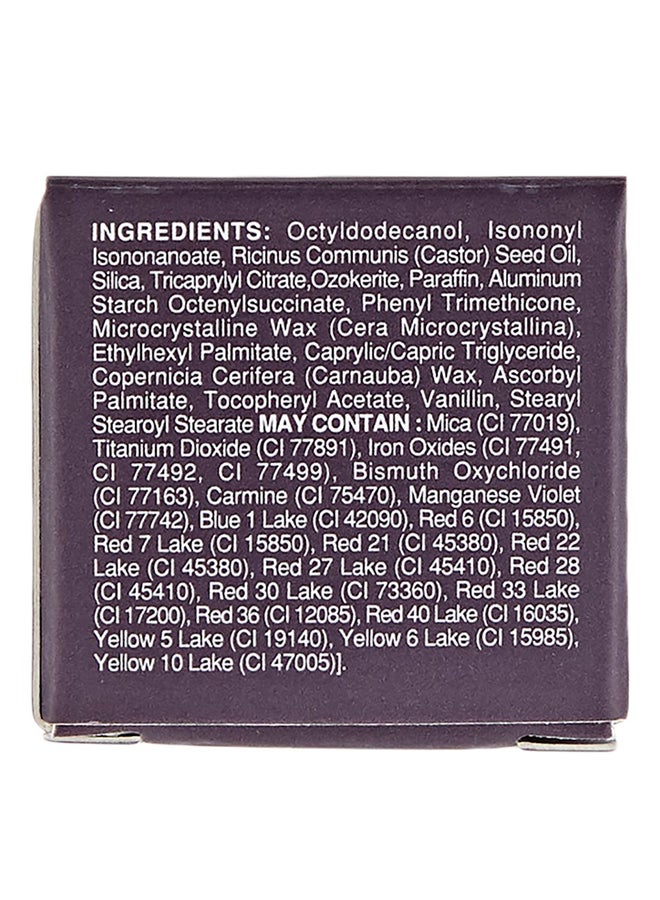 INGREDIENTS: Octyldodecanol, Isononyl
Isononanoate, Ricinus Communis (Castor) Seed Oil,
Silica, Tricaprylyl Citrate,Ozokerite, Paraffin, Aluminum
Starch Octenylsuccinate, Phenyl Trimethicone,
Microcrystalline Wax (Cera Microcrystallina),
Ethylhexyl Palmitate, Caprylic/Capric Triglyceride,
Copernicia Cerifera (Carnauba) Wax, Ascorbyl
Palmitate, Tocopheryl Acetate, Vanillin, Stearyl
Stearoyl Stearate MAY CONTAIN : Mica (CI 77019),
Titanium Dioxide (CI 77891), Iron Oxides (CI 77491,
CI 77492, CI 77499), Bismuth Oxychloride
(CI 77163), Carmine (CI 75470), Manganese Violet
(CI 77742), Blue 1 Lake (CI 42090), Red 6 (CI 15850),
Red 7 Lake (CI 15850), Red 21 (CI 45380), Red 22
Lake (CI 45380), Red 27 Lake (CI 45410), Red 28
(CI 45410), Red 30 Lake (CI 73360), Red 33 Lake
(CI 17200), Red 36 (CI 12085), Red 40 Lake (CI 16035),
Yellow 5 Lake (CI 19140), Yellow 6 Lake (CI 15985),
Yellow 10 Lake (CI 47005)].